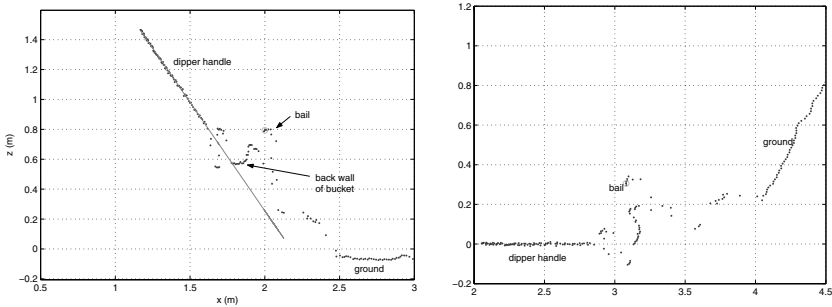 1.4
1.2
1
0.8
0.6
0.4
0.2
0
−0.2
z (m)
0.5
1
1.5
2
2.5
3
x (m)
dipper handle
bail
back wall
of bucket
ground
1.2
1
0.8
0.6
0.4
0.2
0
−0.2
2
2.5
3
3.5
4
4.5
ground
bail
dipper handle